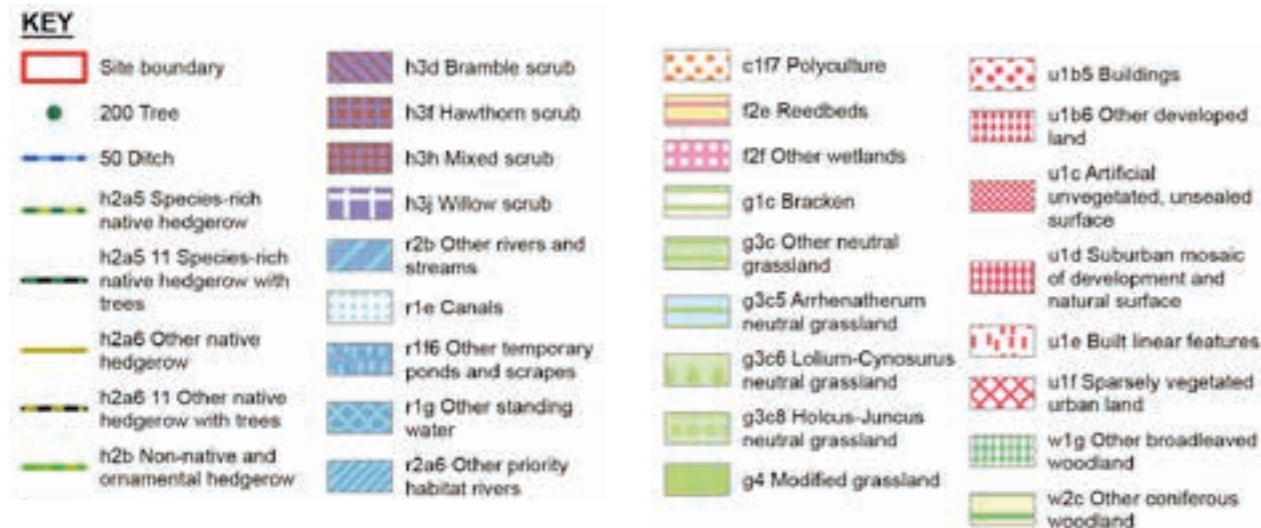 KEY
Site boundary
200 Tree
50 Ditch
h2a5 Species-rich
native hedgerow
h2a5 11 Species-rich
native hedgerow with
trees
h2a6 Other native
hedgerow
h2a6 11 Other native
hedgerow with trees
h2b Non-native and
ornamental hedgerow
h3d Bramble scrub
h3f Hawthorn scrub
h3h Mixed scrub
h3j Willow scrub
r2b Other rivers and
streams
r1e Canals
r1f6 Other temporary
ponds and scrapes
r1g Other standing
water
r2a6 Other priority
habitat rivers
c1f7 Polyculture
f2e Reedbeds
f2f Other wetlands
g1c Bracken
g3c Other neutral
grassland
g3c5 Arrhenatherum
neutral grassland
g3c6 Lolium-Cynosurus
neutral grassland
g3c8 Holcus-Juncus
neutral grassland
g4 Modified grassland
u1b5 Buildings
u1b6 Other developed
land
u1c Artificial
unvegetated, unsealed
surface
u1d Suburban mosaic
of development and
natural surface
u1e Built linear features
u1f Sparsely vegetated
urban land
w1g Other broadleaved
woodland
w2c Other coniferous
woodland